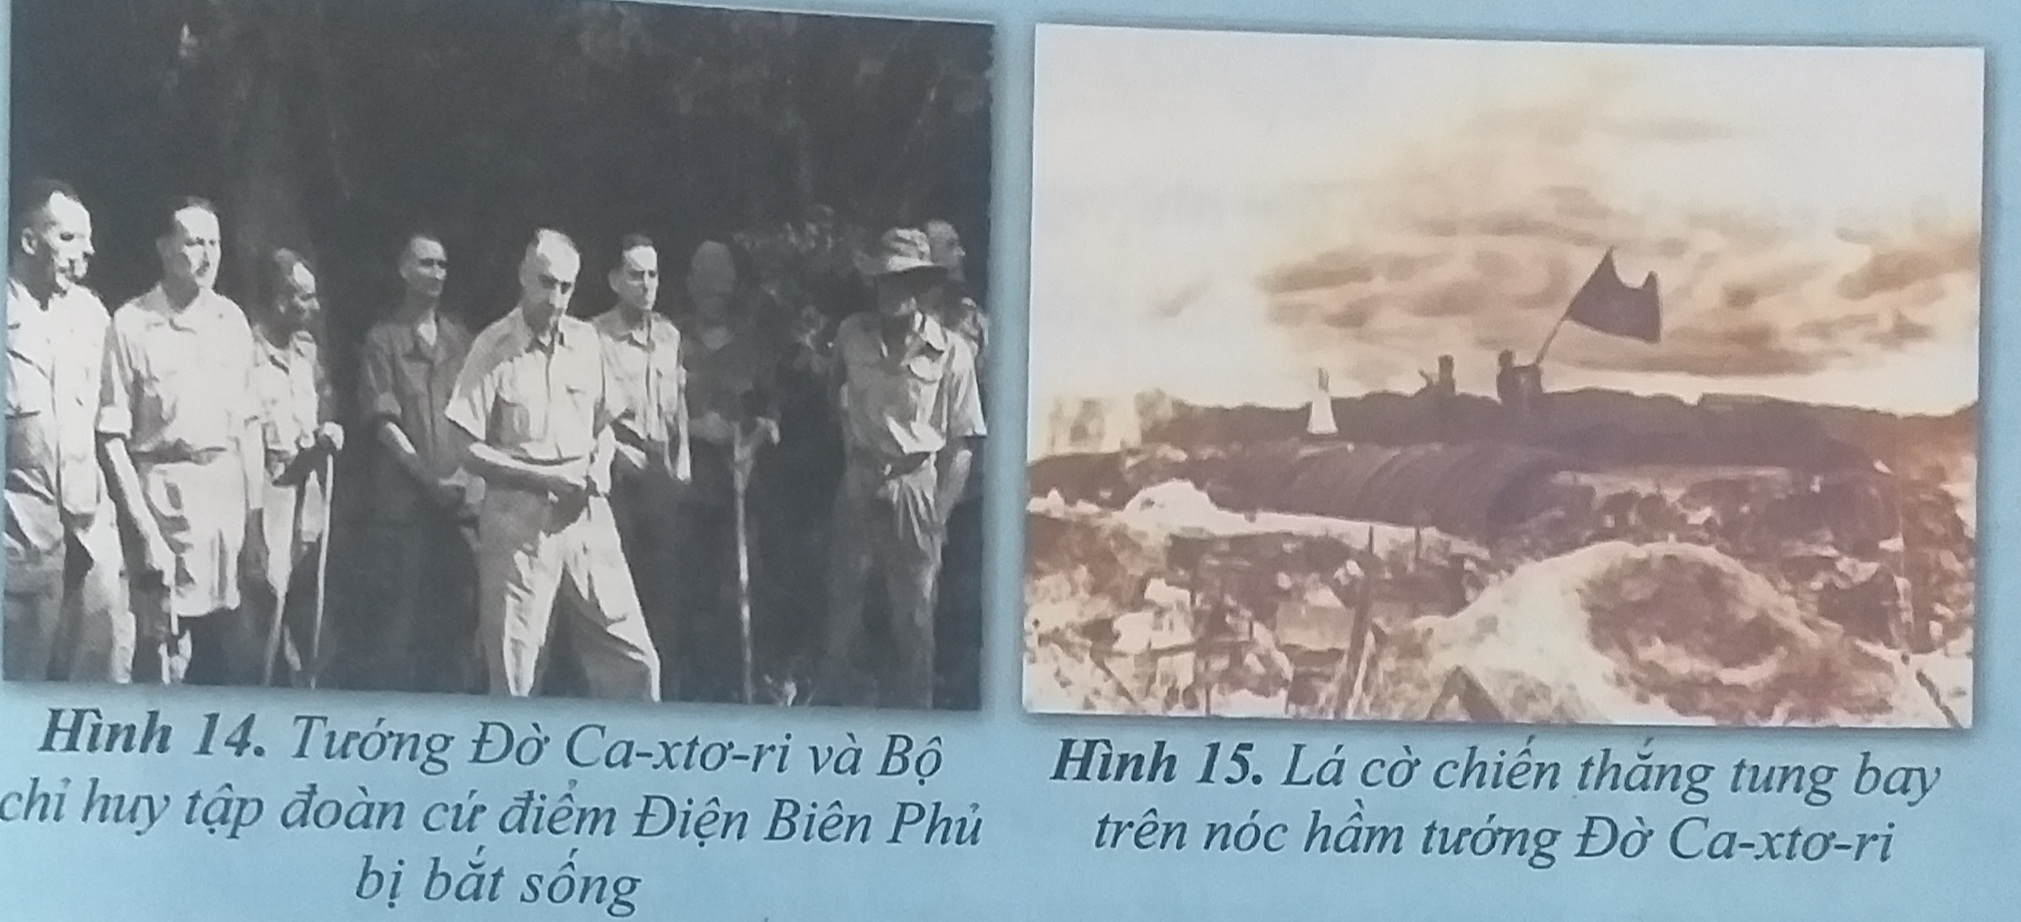 Hình 14. Tướng Đờ Ca-xtơ-ri và Bộ
chỉ huy tập đoàn cứ điểm Điện Biên Phủ
bị bắt sống
Hình 15. Lá cờ chiến thắng tung bay
trên nóc hầm tướng Đờ Ca-xtơ-ri